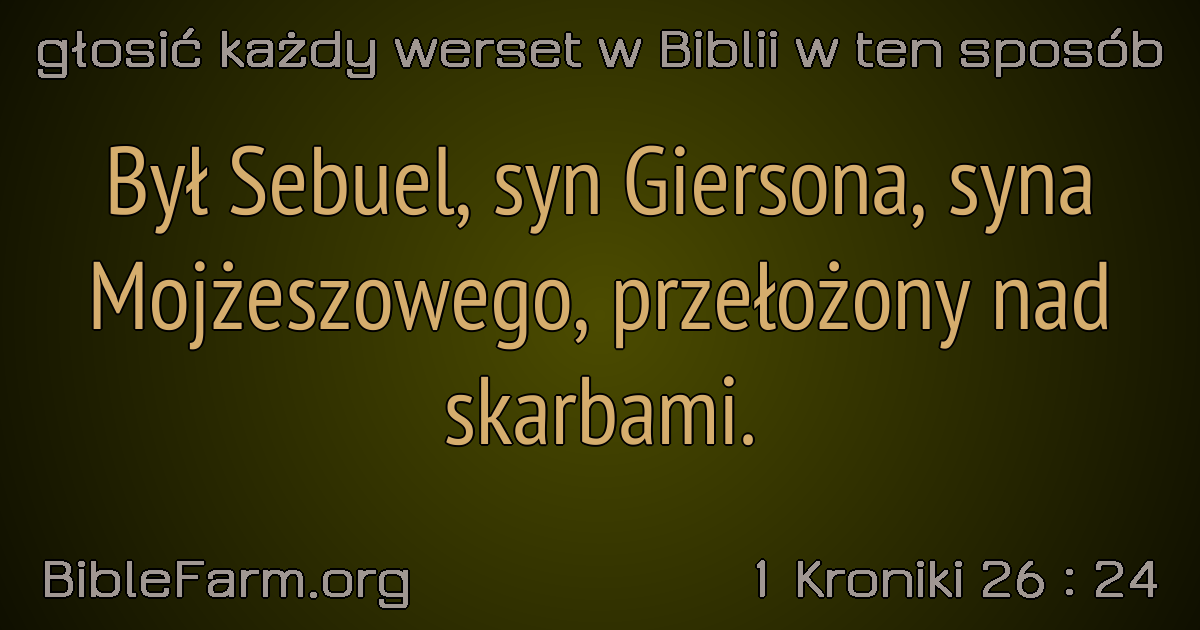 głosić każdy werset w Biblii w ten sposób
Był Sebuel, syn Giersona, syna
Mojżeszowego, przełożony nad
skarbami.
BibleFarm.org
1 Kroniki 26 : 24